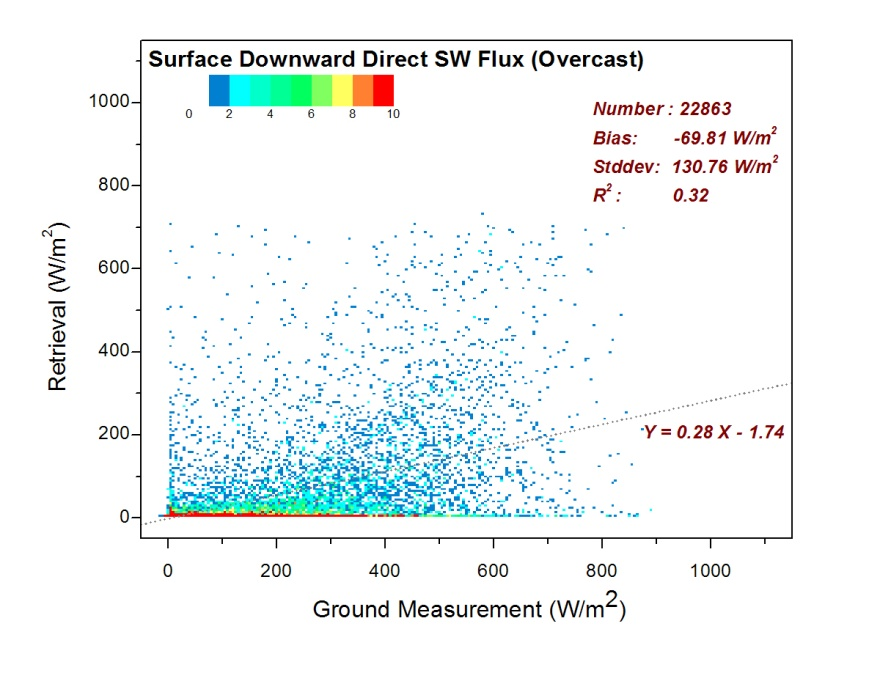 Surface Downward Direct SW Flux (Overcast)
0 2 4 6 8 10
Number : 22863
Bias: -69.81 W/m²
Stddev: 130.76 W/m²
R² : 0.32
1000
800
600
400
200
0
Retrieval (W/m²)
Y = 0.28 X - 1.74
0 200 400 600 800 1000
Ground Measurement (W/m²)